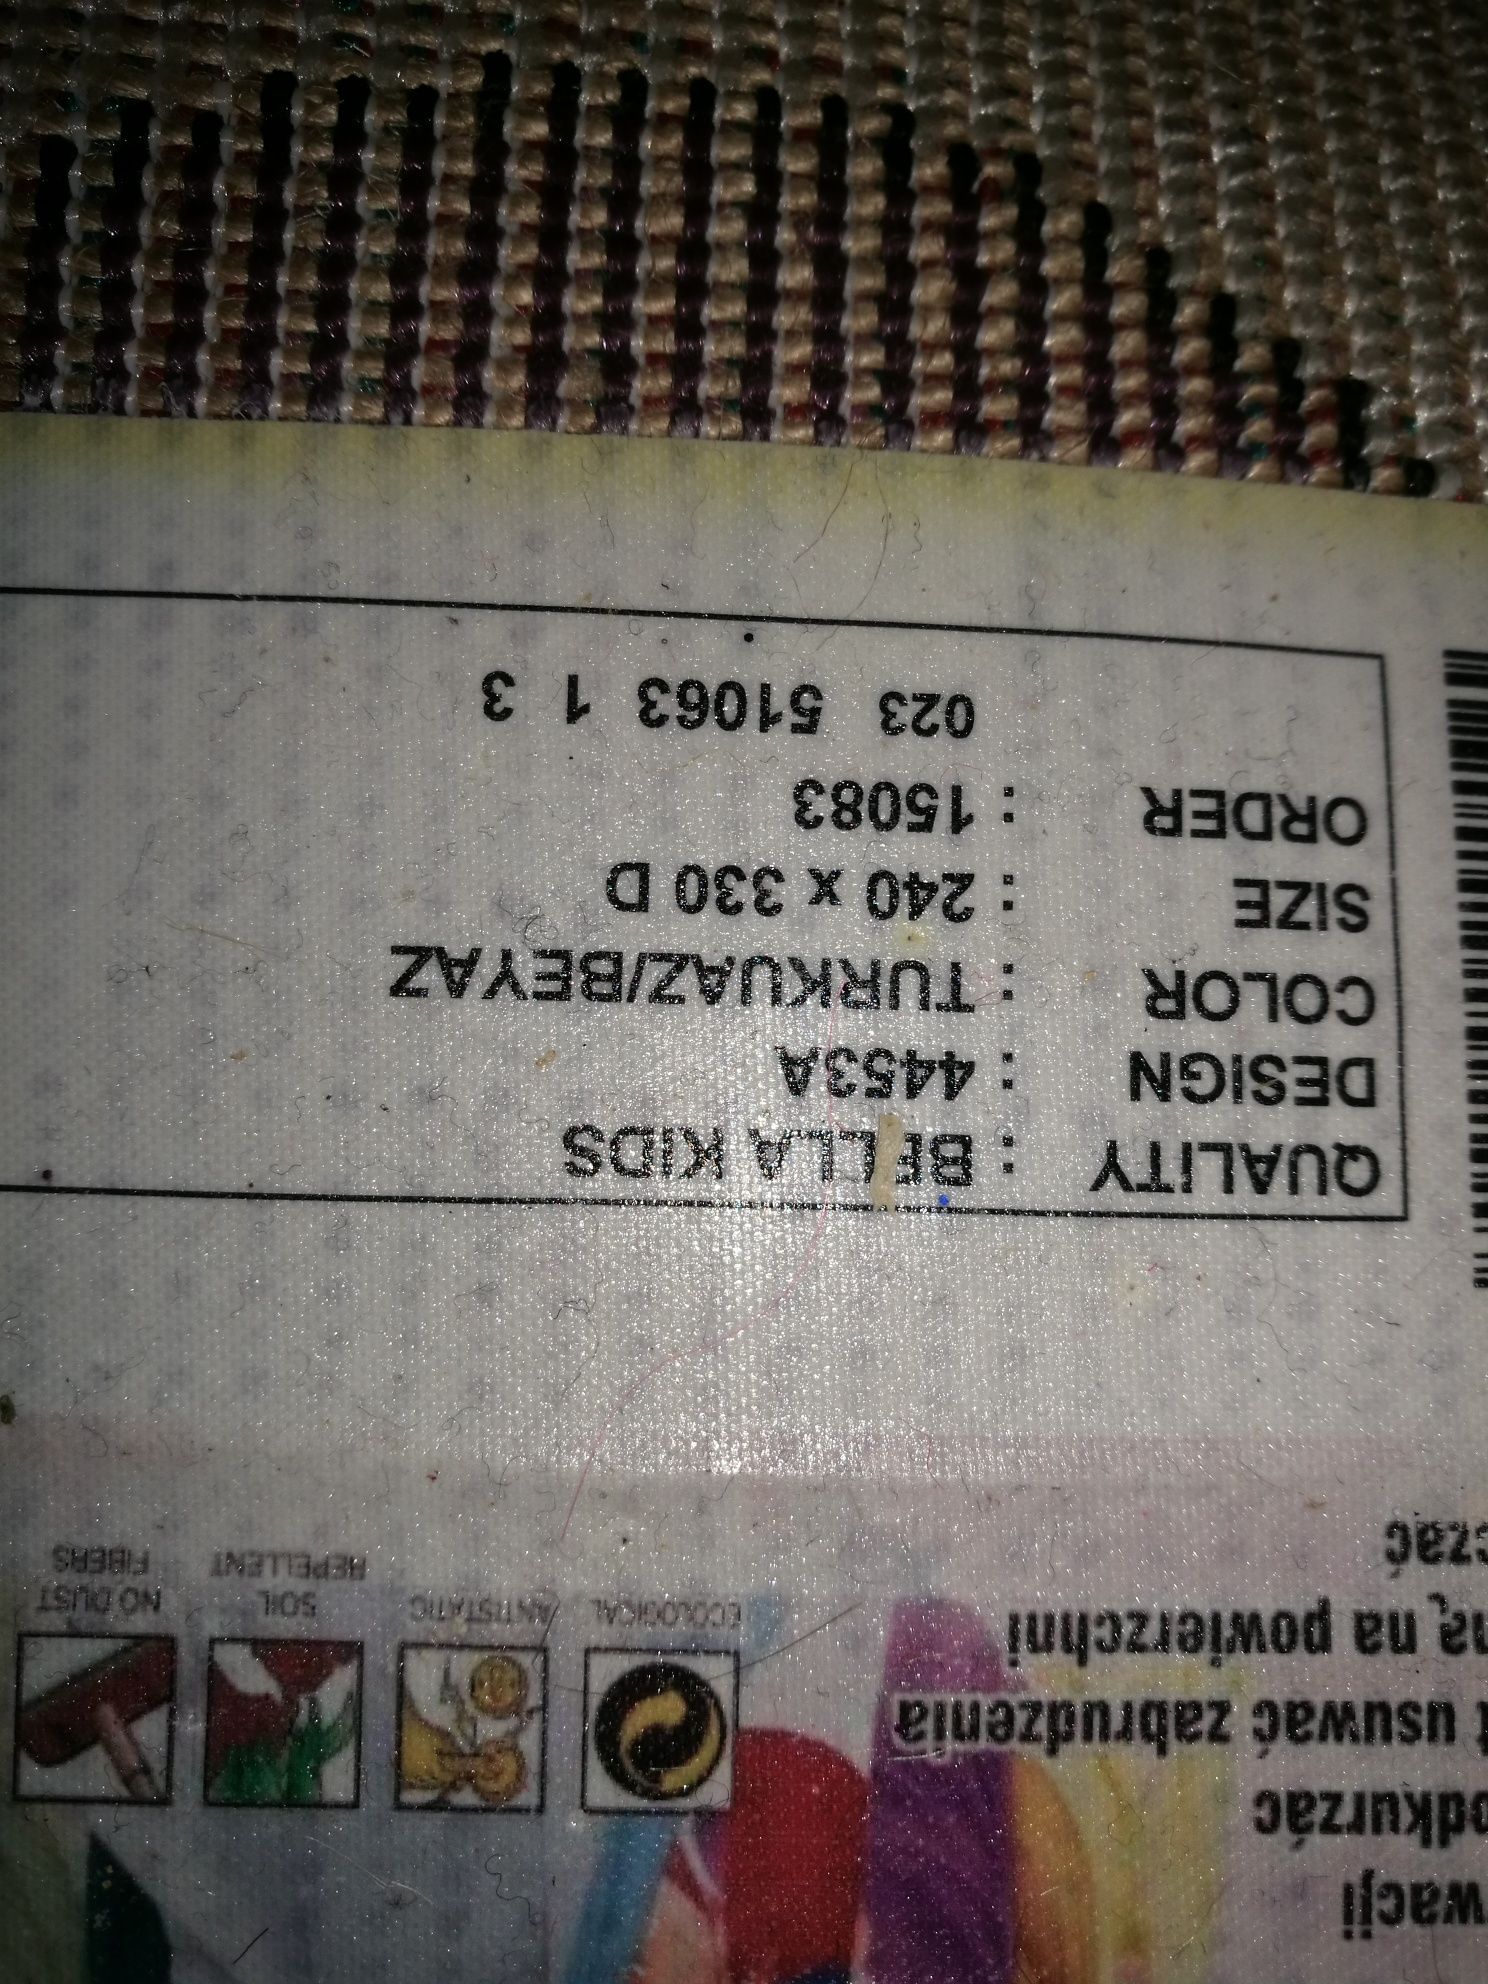 wacji
odkurzać
usuwać zabrudzenia
na powierzchni
ECOLOGICAL
ANTISTATIC
SOIL REPELLENT
NO DUST FIBERS
QUALITY : BELLA KIDS
DESIGN : 4453A
COLOR : TURKUAZ/BEYAZ
SIZE : 240 x 330 D
ORDER : 15083
023 51063 1 3